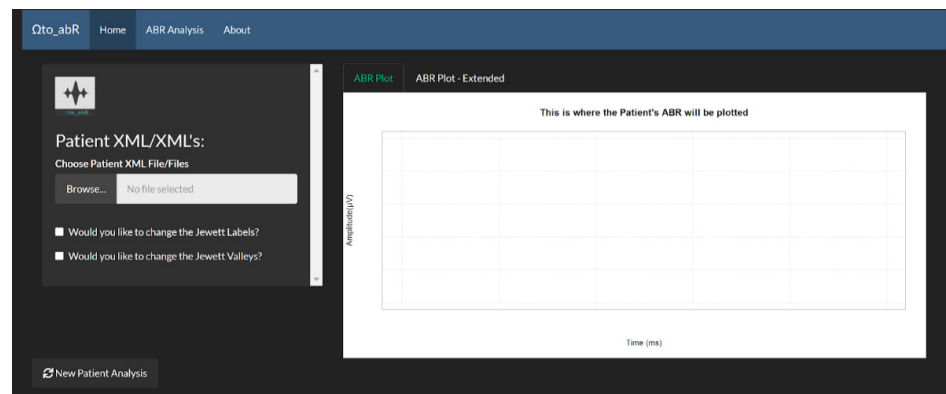 Ωto_abR Home ABR Analysis About
Ωto_abR
Patient XML/XML's:
Choose Patient XML File/Files
Browse... No file selected
Would you like to change the Jewett Labels?
Would you like to change the Jewett Valleys?
New Patient Analysis
ABR Plot ABR Plot - Extended
This is where the Patient's ABR will be plotted
Amplitude(μV)
Time (ms)